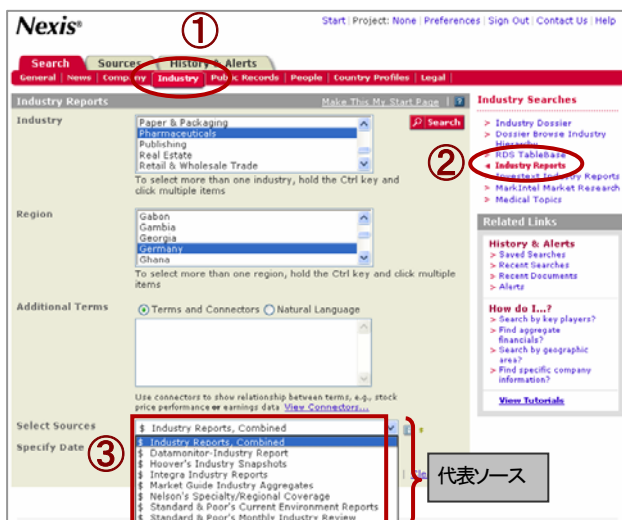 Nexis®
Start | Project: None | Preferences | Sign Out | Contact Us | Help
①
Search Sources History & Alerts
General | News | Company | Industry | Public Records | People | Country Profiles | Legal |
Industry Reports Make This My Start Page | ?
Industry
Paper & Packaging
Pharmaceuticals
Publishing
Real Estate
Retail & Wholesale Trade
Search
To select more than one industry, hold the Ctrl key and
click multiple items
Region
Gabon
Gambia
Georgia
Germany
Ghana
To select more than one region, hold the Ctrl key and click multiple
items
Additional Terms
Terms and Connectors Natural Language
Use connectors to show relationship between terms, e.g., stock
price performance or earnings data View Connectors...
Select Sources
$ Industry Reports, Combined
Specify Date
③
$ Industry Reports, Combined
$ Datamonitor-Industry Report
$ Hoover's Industry Snapshots
$ Integra Industry Reports
$ Market Guide Industry Aggregates
$ Nelson's Specialty/Regional Coverage
$ Standard & Poor's Current Environment Reports
$ Standard & Poor's Monthly Industry Review
代表ソース
Industry Searches
> Industry Dossier
> Dossier Browse Industry
Hierarchy
> RDS TableBase
② Industry Reports
> Investext Industry Reports
> MarkIntel Market Research
> Medical Topics
Related Links
History & Alerts
> Saved Searches
> Recent Searches
> Recent Documents
> Alerts
How do I...?
> Search by key players?
> Find aggregate
financials?
> Search by geographic
area?
> Find specific company
information?
View Tutorials